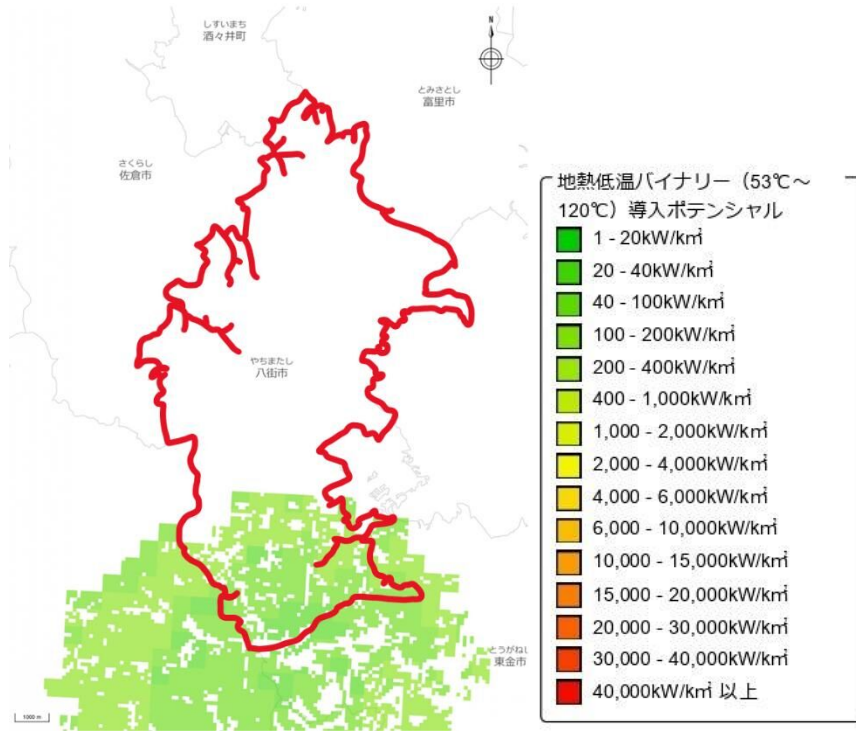 しすいまち
酒々井町
N
とみさとし
富里市
さくらし
佐倉市
やちまたし
八街市
とうがねし
東金市
1000 m
地熱低温バイナリー（53℃～
120℃）導入ポテンシャル
1 - 20kW/k㎡
20 - 40kW/k㎡
40 - 100kW/k㎡
100 - 200kW/k㎡
200 - 400kW/k㎡
400 - 1,000kW/k㎡
1,000 - 2,000kW/k㎡
2,000 - 4,000kW/k㎡
4,000 - 6,000kW/k㎡
6,000 - 10,000kW/k㎡
10,000 - 15,000kW/k㎡
15,000 - 20,000kW/k㎡
20,000 - 30,000kW/k㎡
30,000 - 40,000kW/k㎡
40,000kW/k㎡ 以上